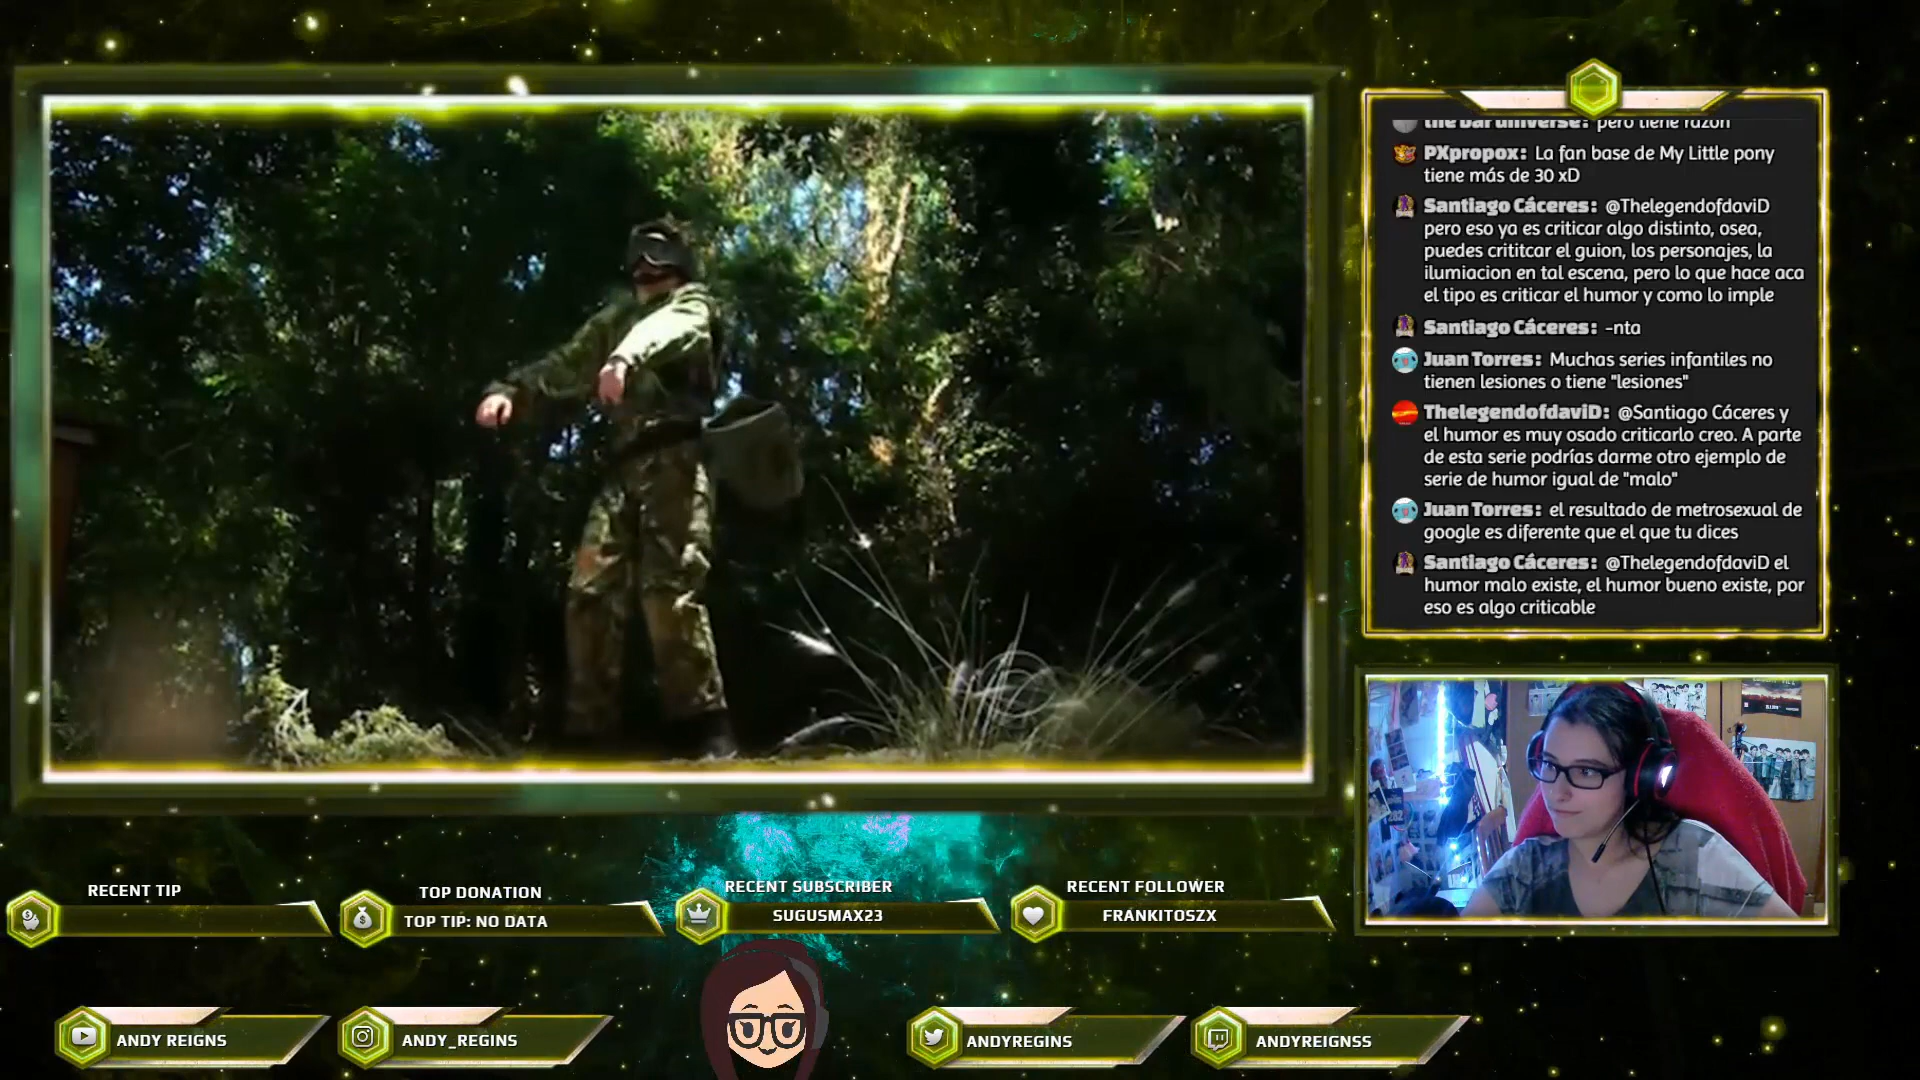 the Dar universe: pero tiene razón
PXpropox: La fan base de My Little pony
tiene más de 30 xD
Santiago Cáceres: @ThelegendofdaviD
pero eso ya es criticar algo distinto, osea,
puedes crititcar el guion, los personajes, la
ilumiacion en tal escena, pero lo que hace aca
el tipo es criticar el humor y como lo imple
Santiago Cáceres: -nta
Juan Torres: Muchas series infantiles no
tienen lesiones o tiene "lesiones"
ThelegendofdaviD: @Santiago Cáceres y
el humor es muy osado criticarlo creo. A parte
de esta serie podrías darme otro ejemplo de
serie de humor igual de "malo"
Juan Torres: el resultado de metrosexual de
google es diferente que el que tu dices
Santiago Cáceres: @ThelegendofdaviD el
humor malo existe, el humor bueno existe, por
eso es algo criticable
RECENT TIP
TOP DONATION
TOP TIP: NO DATA
RECENT SUBSCRIBER
SUGUSMAX23
RECENT FOLLOWER
FRANKITOSZX
ANDY REIGNS
ANDY_REGINS
ANDYREGINS
ANDYREIGNSS